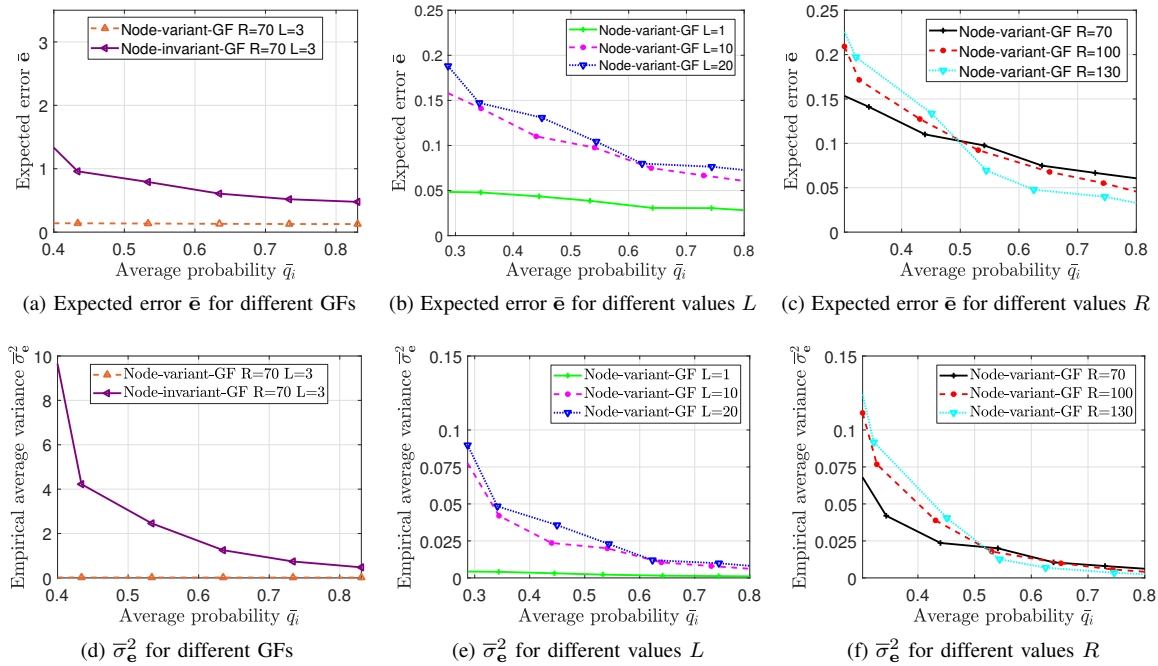 Node-variant-GF R=70 L=3
Node-invariant-GF R=70 L=3
Expected error ē
3
2
1
0
0.4 0.5 0.6 0.7 0.8
Average probability q̄ᵢ
(a) Expected error ē for different GFs
Node-variant-GF L=1
Node-variant-GF L=10
Node-variant-GF L=20
Expected error ē
0.25
0.2
0.15
0.1
0.05
0
0.3 0.4 0.5 0.6 0.7 0.8
Average probability q̄ᵢ
(b) Expected error ē for different values L
Node-variant-GF R=70
Node-variant-GF R=100
Node-variant-GF R=130
Expected error ē
0.25
0.2
0.15
0.1
0.05
0
0.4 0.5 0.6 0.7 0.8
Average probability q̄ᵢ
(c) Expected error ē for different values R
Node-variant-GF R=70 L=3
Node-invariant-GF R=70 L=3
Empirical average variance σ̄²ₑ
10
8
6
4
2
0
0.4 0.5 0.6 0.7 0.8
Average probability q̄ᵢ
(d) σ̄²ₑ for different GFs
Node-variant-GF L=1
Node-variant-GF L=10
Node-variant-GF L=20
Empirical average variance σ̄²ₑ
0.15
0.1
0.075
0.05
0.025
0
0.3 0.4 0.5 0.6 0.7 0.8
Average probability q̄ᵢ
(e) σ̄²ₑ for different values L
Node-variant-GF R=70
Node-variant-GF R=100
Node-variant-GF R=130
Empirical average variance σ̄²ₑ
0.15
0.1
0.075
0.05
0.025
0
0.4 0.5 0.6 0.7 0.8
Average probability q̄ᵢ
(f) σ̄²ₑ for different values R